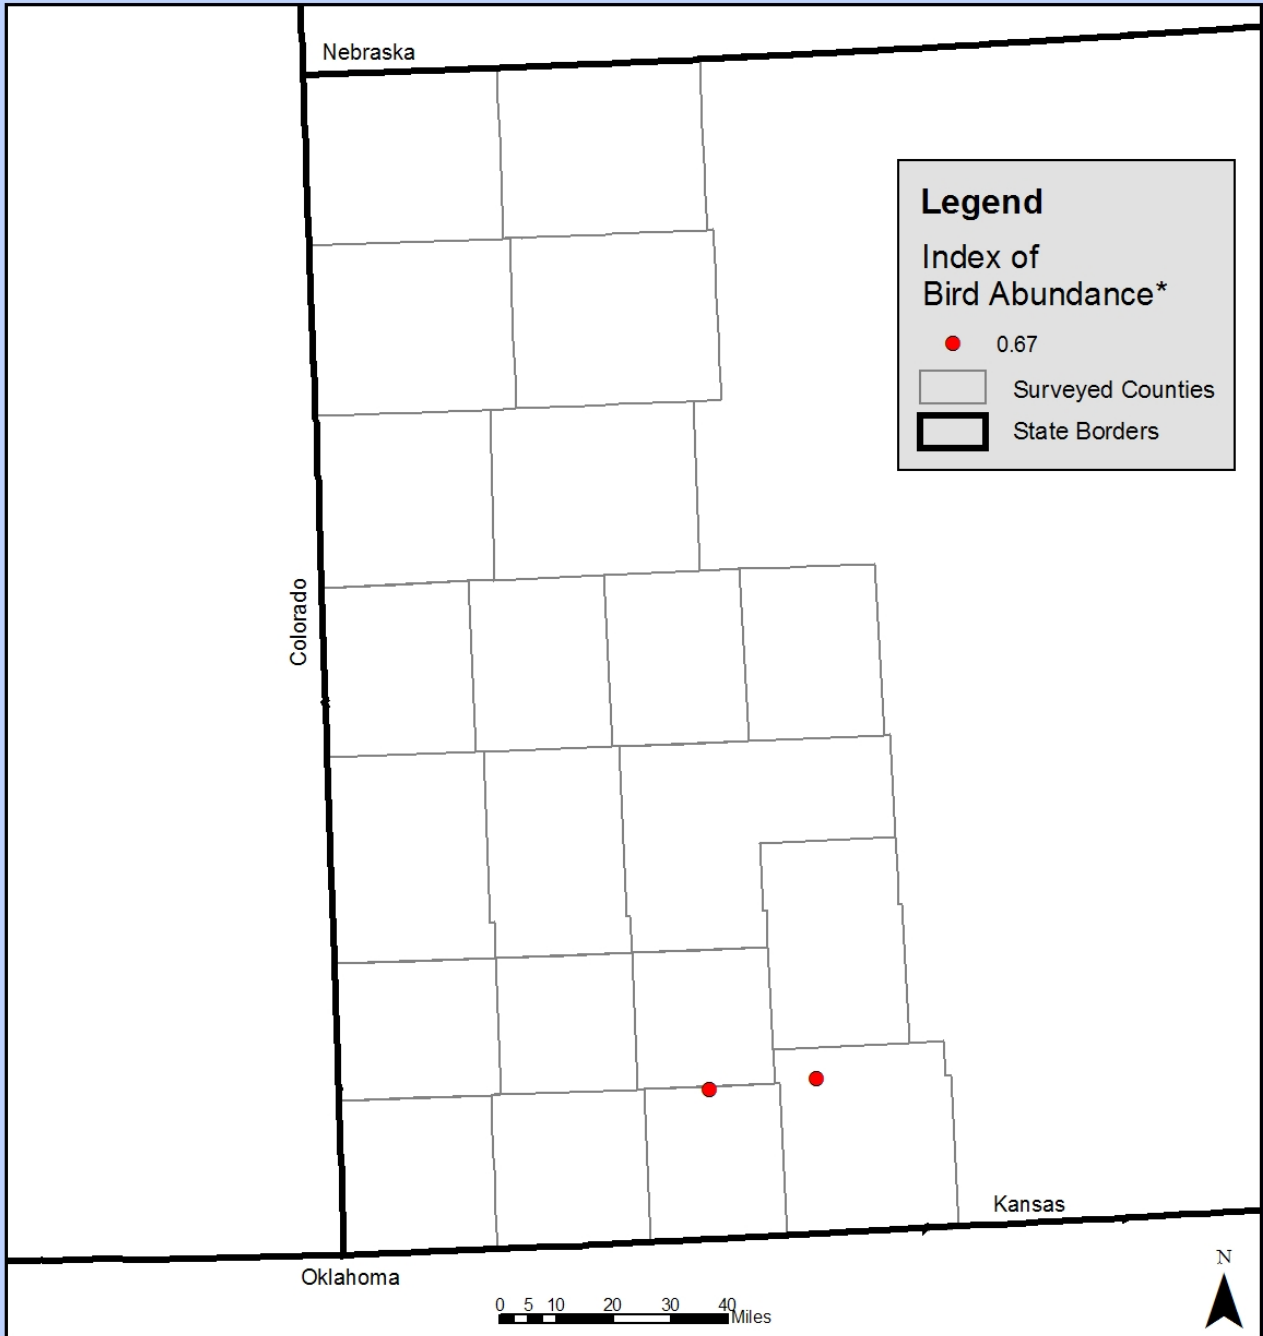 Nebraska
Legend
Index of
Bird Abundance*
0.67
Surveyed Counties
State Borders
Colorado
Kansas
Oklahoma
N
0 5 10 20 30 40
Miles